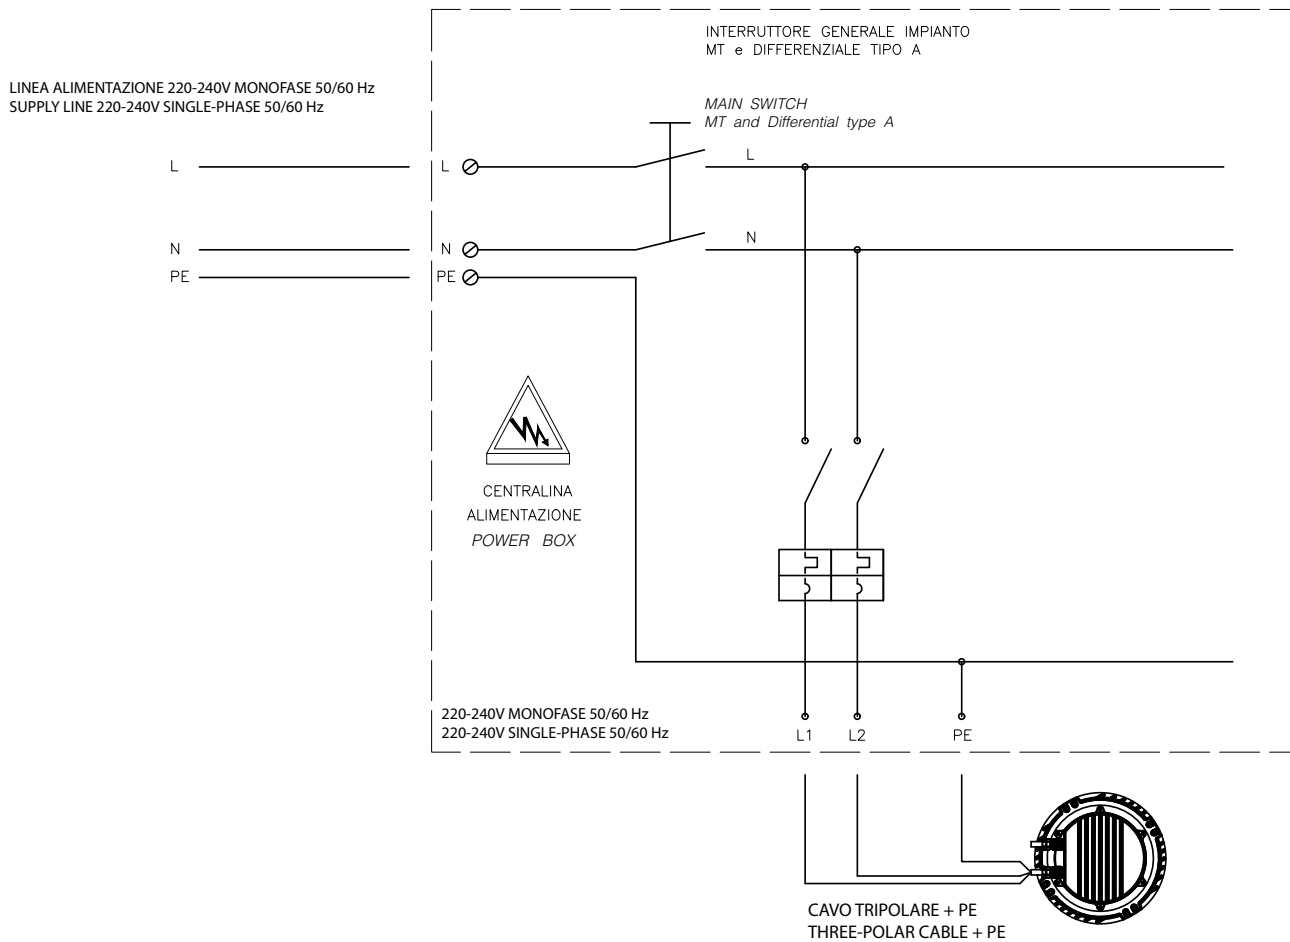 INTERRUTTORE GENERALE IMPIANTO
MT e DIFFERENZIALE TIPO A
LINEA ALIMENTAZIONE 220-240V MONOFASE 50/60 Hz
SUPPLY LINE 220-240V SINGLE-PHASE 50/60 Hz
MAIN SWITCH
MT and Differential type A
L
L
L
N
N
N
PE
PE
CENTRALINA
ALIMENTAZIONE
POWER BOX
220-240V MONOFASE 50/60 Hz
220-240V SINGLE-PHASE 50/60 Hz
L1
L2
PE
CAVO TRIPOLARE + PE
THREE-POLAR CABLE + PE